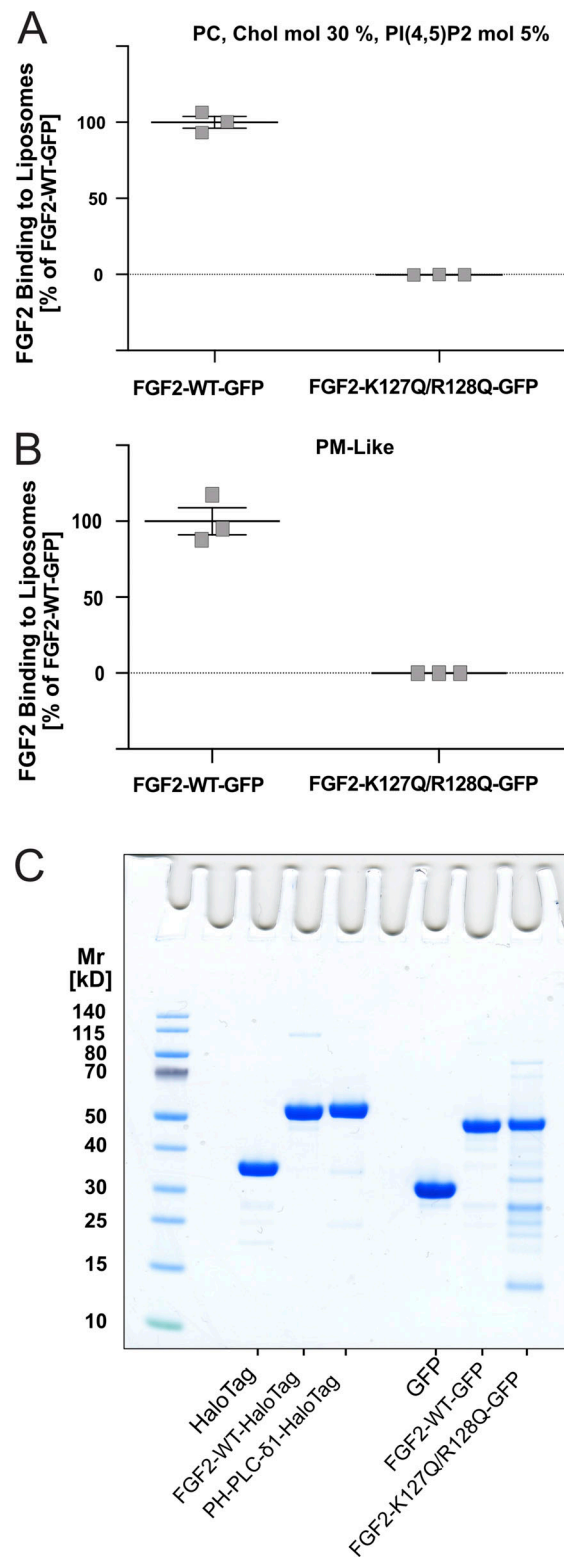 A
PC, Chol mol 30 %, PI(4,5)P2 mol 5%
FGF2 Binding to Liposomes
[% of FGF2-WT-GFP]
100
50
0
FGF2-WT-GFP
FGF2-K127Q/R128Q-GFP
B
PM-Like
FGF2 Binding to Liposomes
[% of FGF2-WT-GFP]
100
50
0
FGF2-WT-GFP
FGF2-K127Q/R128Q-GFP
C
Mr
[kD]
140
115
80
70
50
40
30
25
15
10
HaloTag
FGF2-WT-HaloTag
PH-PLC-δ1-HaloTag
GFP
FGF2-WT-GFP
FGF2-K127Q/R128Q-GFP